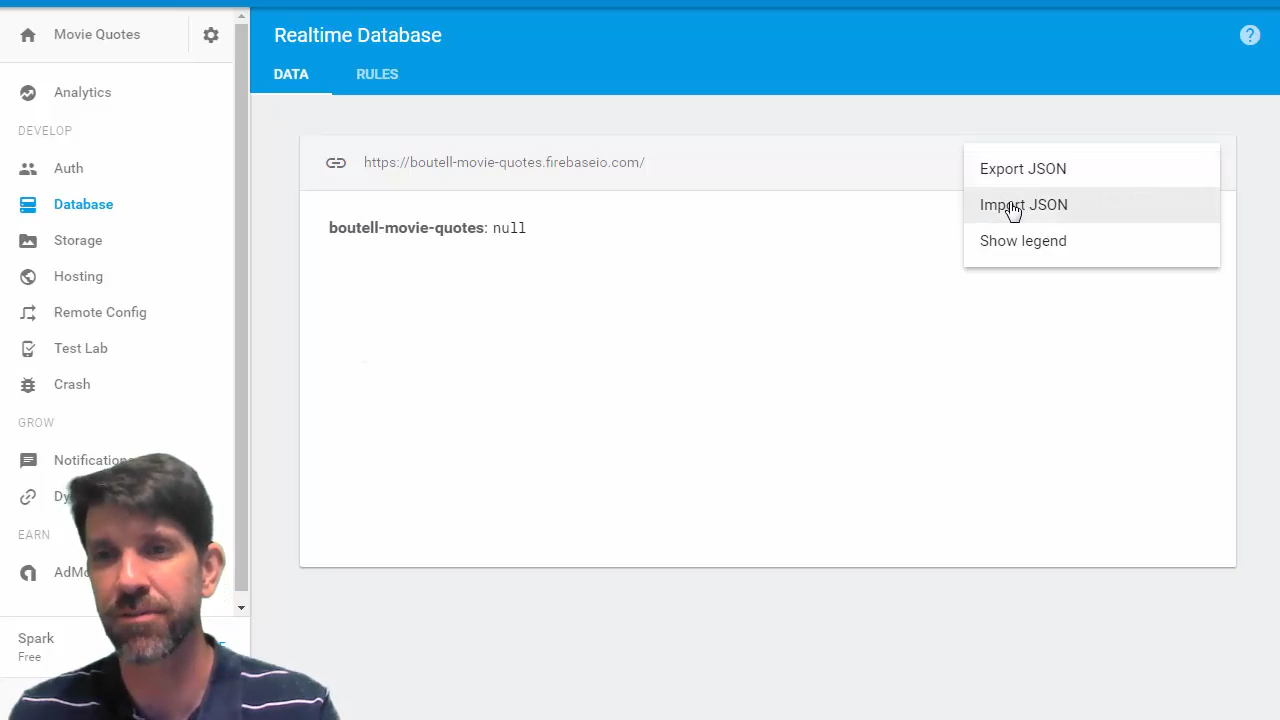 Movie Quotes
Analytics
DEVELOP
Auth
Database
Storage
Hosting
Remote Config
Test Lab
Crash
GROW
Notifications
EARN
Spark
Free
Realtime Database
DATA
RULES
https://boutell-movie-quotes.firebaseio.com/
boutell-movie-quotes: null
Export JSON
Import JSON
Show legend